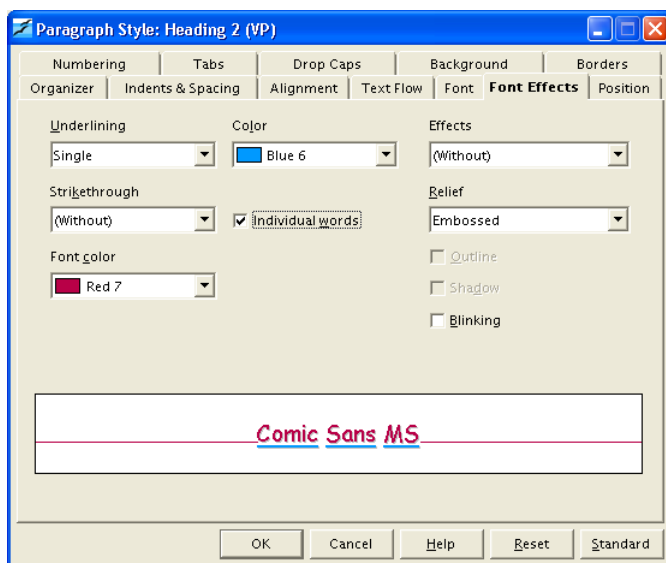 Paragraph Style: Heading 2 (VP)
Numbering Tabs Drop Caps Background Borders
Organizer Indents & Spacing Alignment Text Flow Font Font Effects Position
Underlining Color Effects
Single Blue 6 (Without)
Strikethrough Relief
(Without) Individual words Embossed
Font color Outline
Red 7 Shadow
Blinking
Comic Sans MS
OK Cancel Help Reset Standard